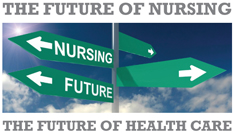 THE FUTURE OF NURSING
NURSING
FUTURE
THE FUTURE OF HEALTH CARE